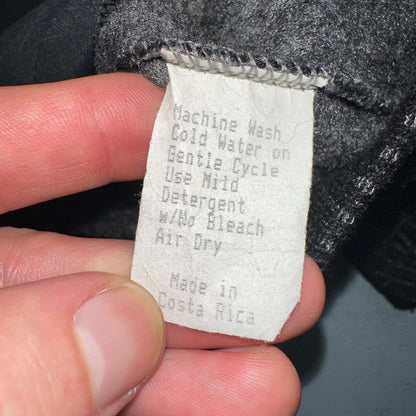 Machine Wash
Cold Water on
Gentle Cycle
Use Mild
Detergent
w/No Bleach
Air Dry
Made in
Costa Rica